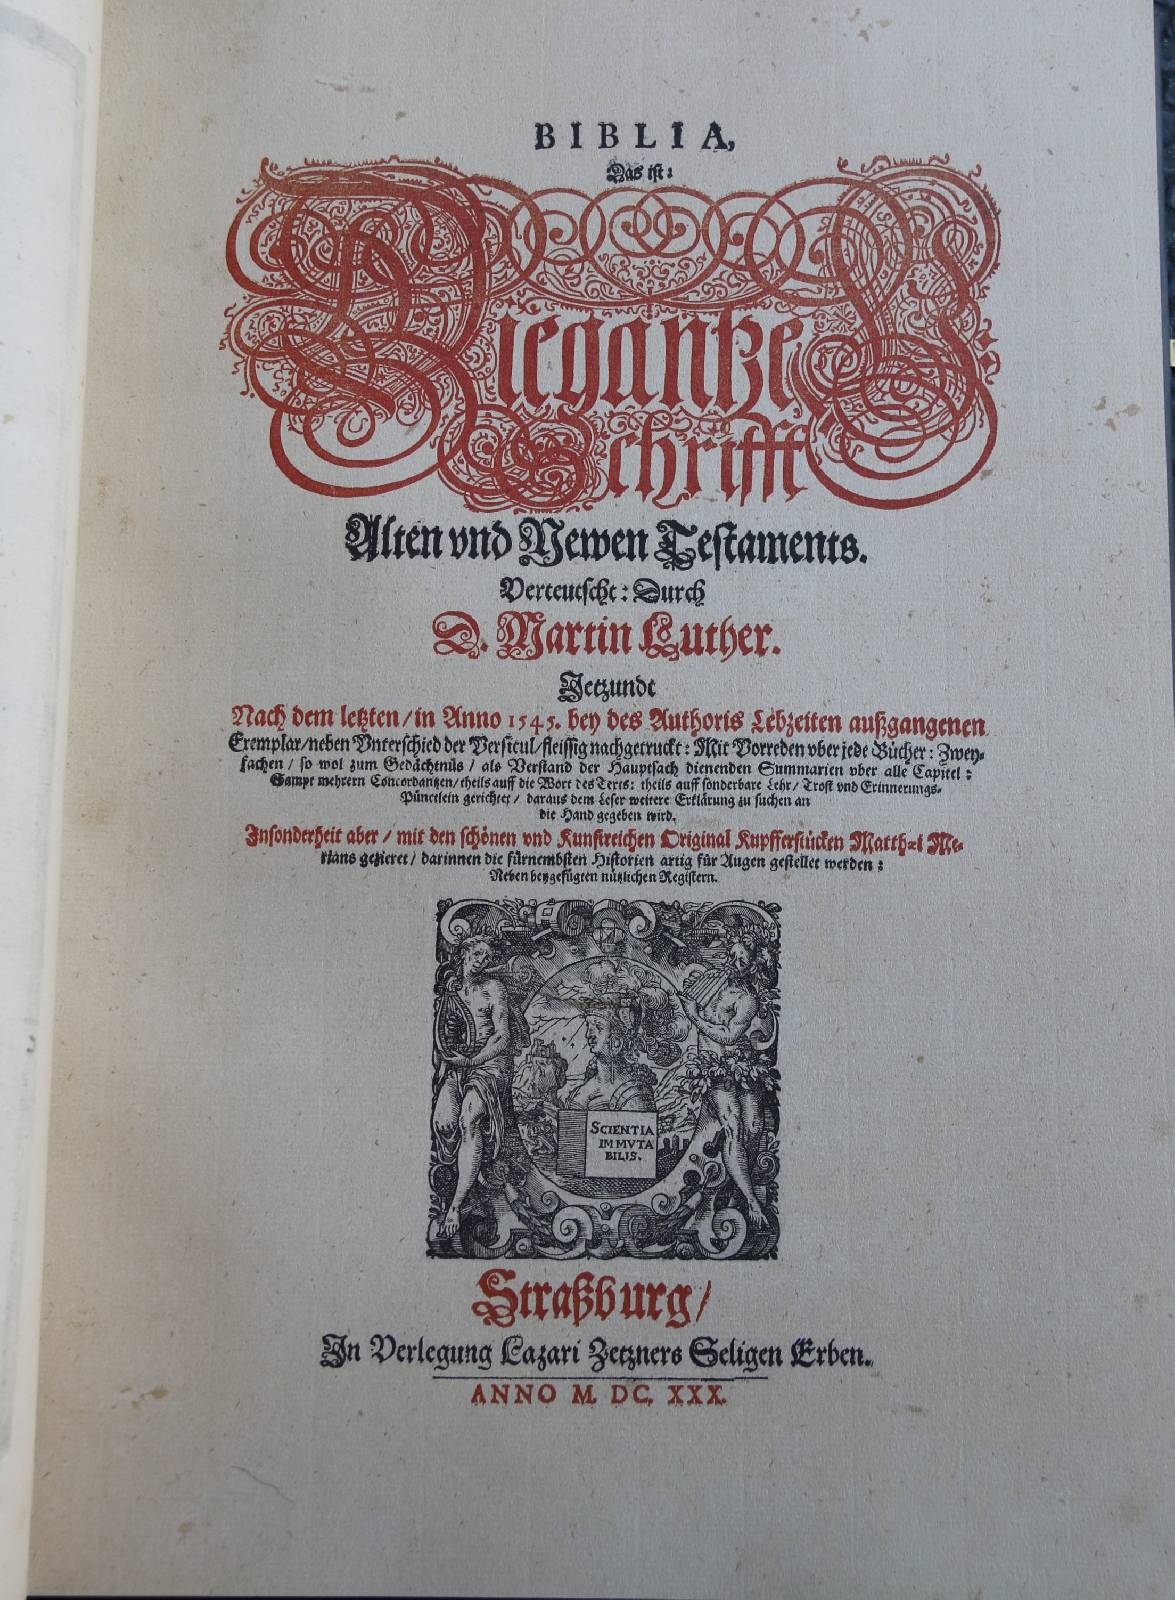 BIBLIA,
Das ist:
Die gantze
Schrifft
Alten vnd Newen Testaments.
Verteutscht: Durch
D. Martin Luther.
Jetzundt
Nach dem letzten / in Anno 1545. bey des Authoris Lebzeiten außgangenen
Exemplar / neben Vnterschied der Versicul / fleissig nachgetruckt: Mit Vorreden vber jede Bücher: Zwey-
fachen / so wol zum Gedächtnüs / als Verstand der Hauptsach dienenden Summarien vber alle Capitel:
Sampt mehrern Concordantzen / theils auff die Wort des Texts: theils auff sonderbare Lehr / Trost vnd Erinnerungs-
Pünctlein gerichtet / daraus dem Leser weitere Erklärung zu suchen an
die Hand gegeben wird.
Insonderheit aber / mit den schönen vnd Kunstreichen Original Kupfferstücken Matthæi Me-
rians gezieret / darinnen die fürnembsten Historien artig für Augen gestellet werden:
Neben beygefügten nützlichen Registern.
SCIENTIA
IMMVTA
BILIS.
Straßburg /
In Verlegung Lazari Zetzners Seligen Erben.
ANNO M. DC. XXX.